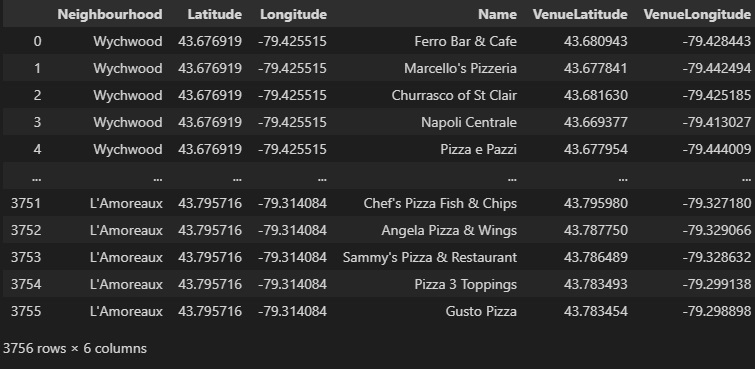 Neighbourhood Latitude Longitude Name VenueLatitude VenueLongitude
0 Wychwood 43.676919 -79.425515 Ferro Bar & Cafe 43.680943 -79.428443
1 Wychwood 43.676919 -79.425515 Marcello's Pizzeria 43.677841 -79.442494
2 Wychwood 43.676919 -79.425515 Churrasco of St Clair 43.681630 -79.425185
3 Wychwood 43.676919 -79.425515 Napoli Centrale 43.669377 -79.413027
4 Wychwood 43.676919 -79.425515 Pizza e Pazzi 43.677954 -79.444009
... ... ... ... ... ... ...
3751 L'Amoreaux 43.795716 -79.314084 Chef's Pizza Fish & Chips 43.795980 -79.327180
3752 L'Amoreaux 43.795716 -79.314084 Angela Pizza & Wings 43.787750 -79.329066
3753 L'Amoreaux 43.795716 -79.314084 Sammy's Pizza & Restaurant 43.786489 -79.328632
3754 L'Amoreaux 43.795716 -79.314084 Pizza 3 Toppings 43.783493 -79.299138
3755 L'Amoreaux 43.795716 -79.314084 Gusto Pizza 43.783454 -79.298898
3756 rows × 6 columns